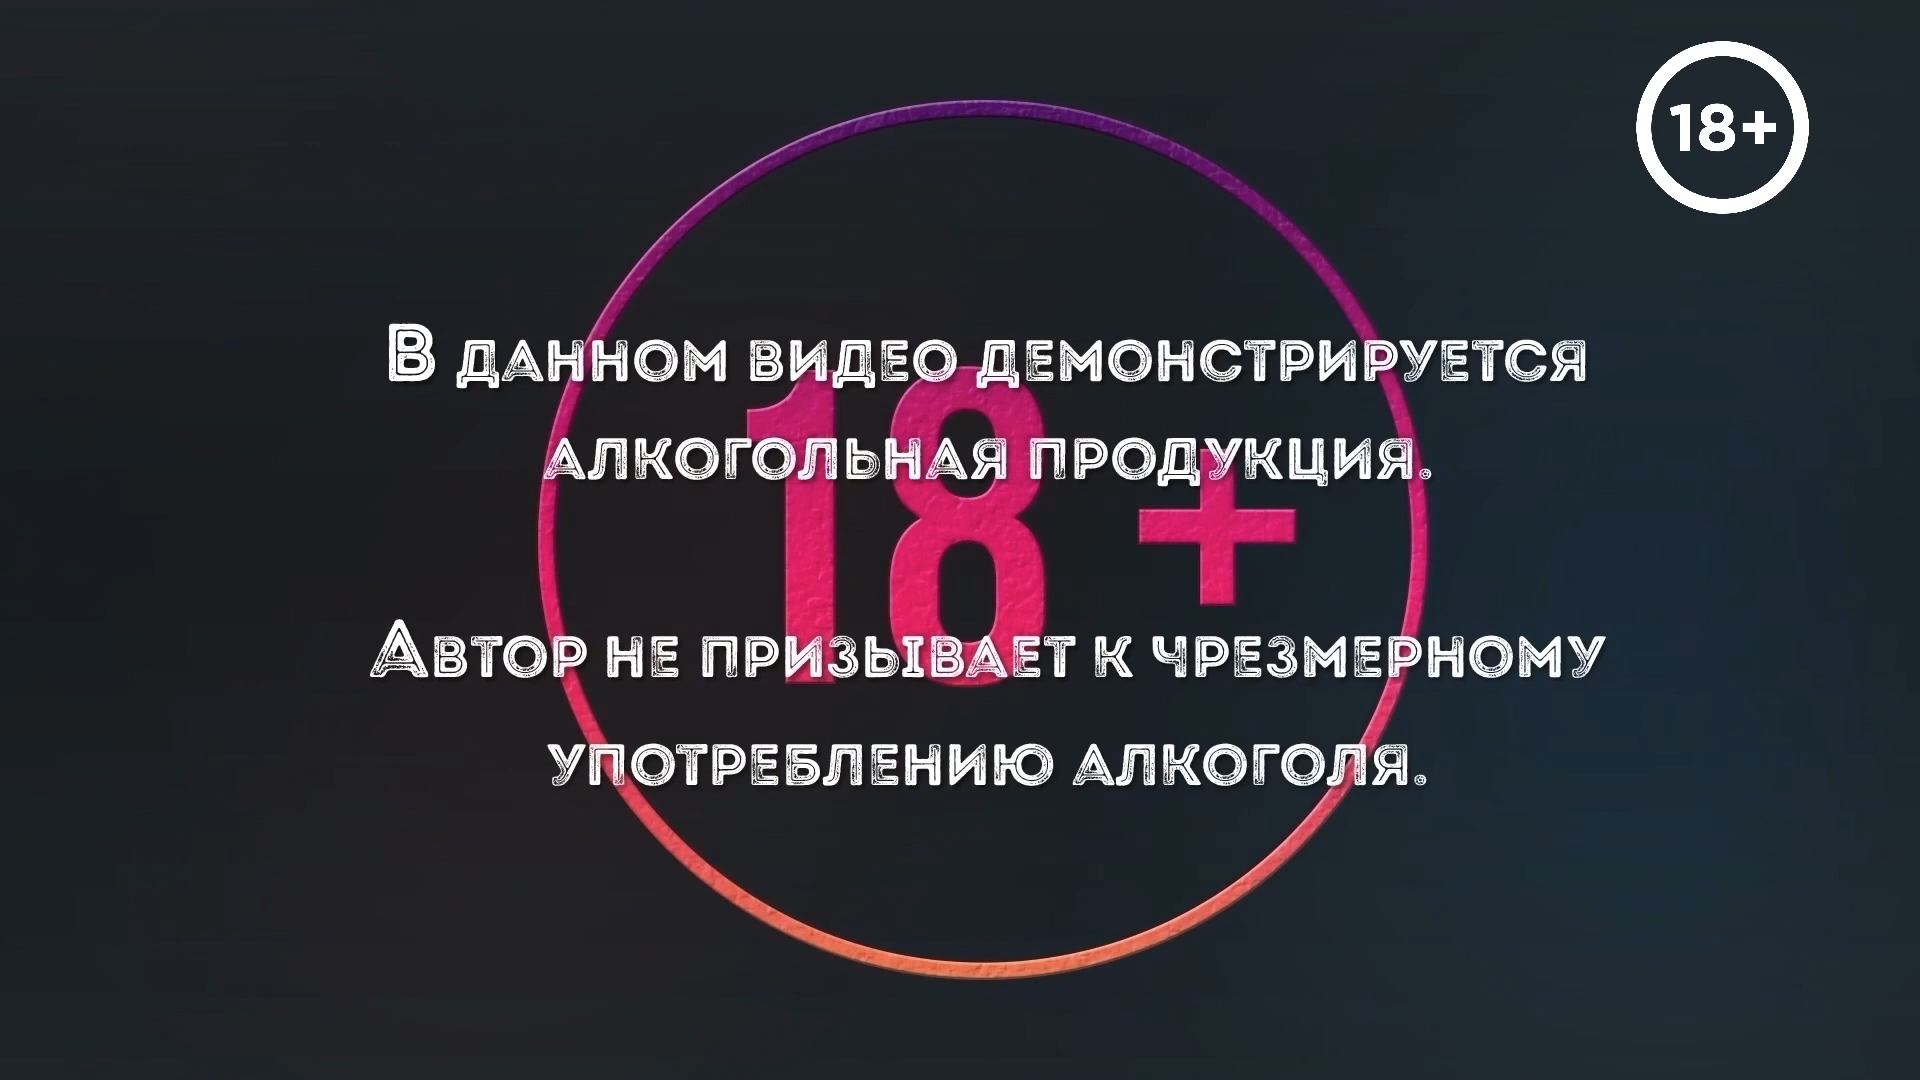 18+
В данном видео демонстрируется
алкогольная продукция.
18+
Автор не призывает к чрезмерному
употреблению алкоголя.